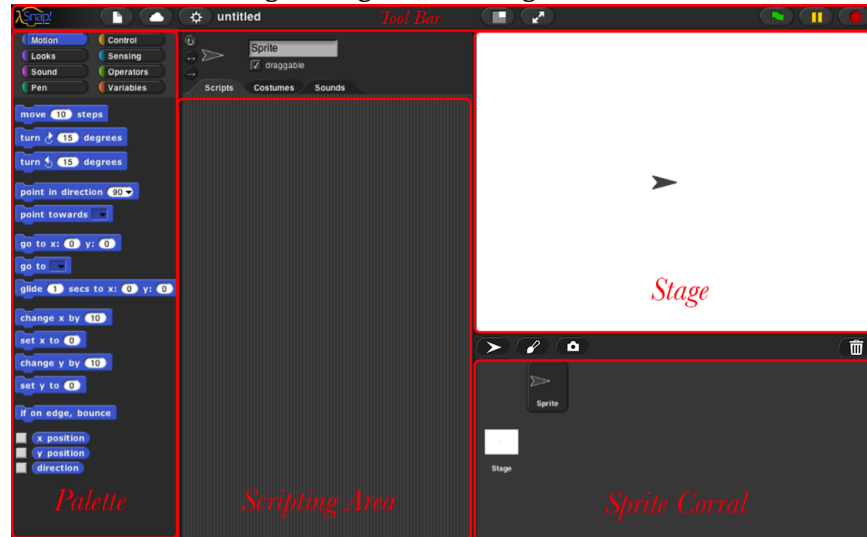 Snap!
untitled
Tool Bar
Motion
Control
Looks
Sensing
Sound
Operators
Pen
Variables
Sprite
draggable
Scripts Costumes Sounds
move 10 steps
turn 15 degrees
turn 15 degrees
point in direction 90
point towards
go to x: 0 y: 0
go to
glide 1 secs to x: 0 y: 0
change x by 10
set x to 0
change y by 10
set y to 0
if on edge, bounce
x position
y position
direction
Palette
Scripting Area
Stage
Sprite
Stage
Sprite Corral